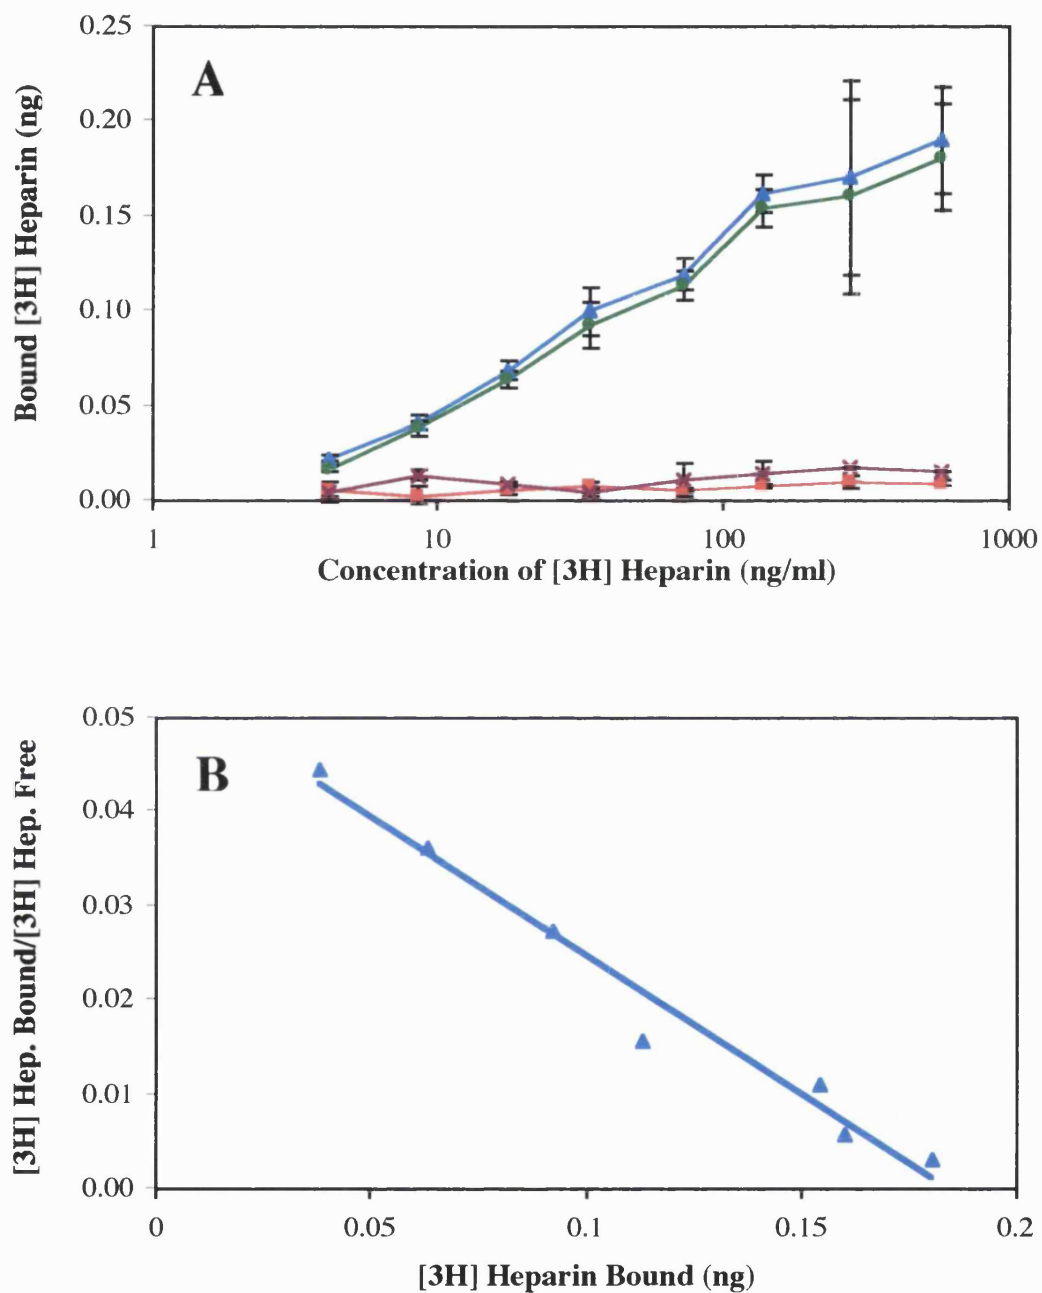 0.25
A
0.20
0.15
0.10
0.05
0.00
Bound [3H] Heparin (ng)
1 10 100 1000
Concentration of [3H] Heparin (ng/ml)
0.05
B
0.04
0.03
0.02
0.01
0.00
[3H] Hep. Bound/[3H] Hep. Free
0 0.05 0.1 0.15 0.2
[3H] Heparin Bound (ng)